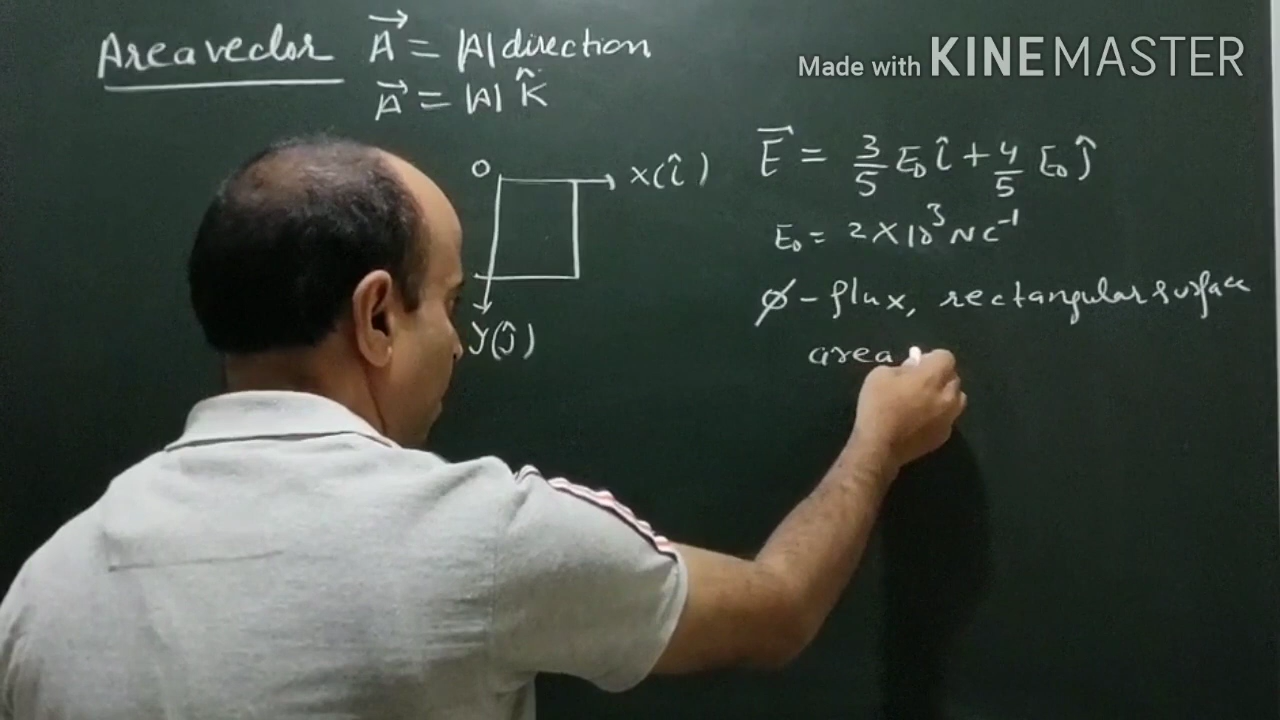 Area vector A⃗ = |A| direction
A⃗ = |A| k̂
Made with KINEMASTER
O
X(î)
Y(ĵ)
E⃗ = 3/5 E₀ î + 4/5 E₀ ĵ
E₀ = 2 × 10³ NC⁻¹
φ - flux, rectangular surface
area